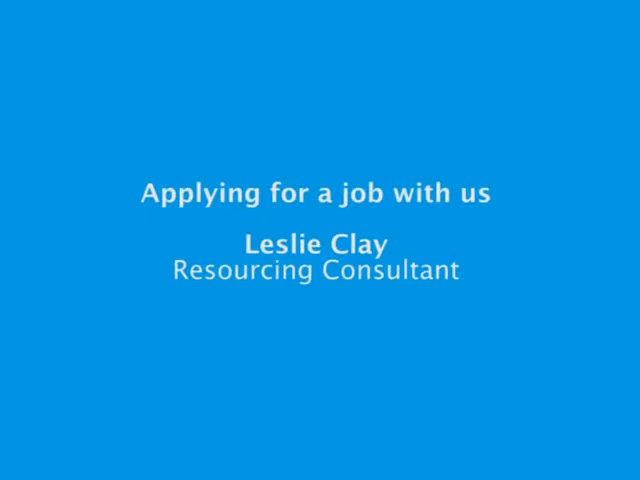 Applying for a job with us
Leslie Clay
Resourcing Consultant